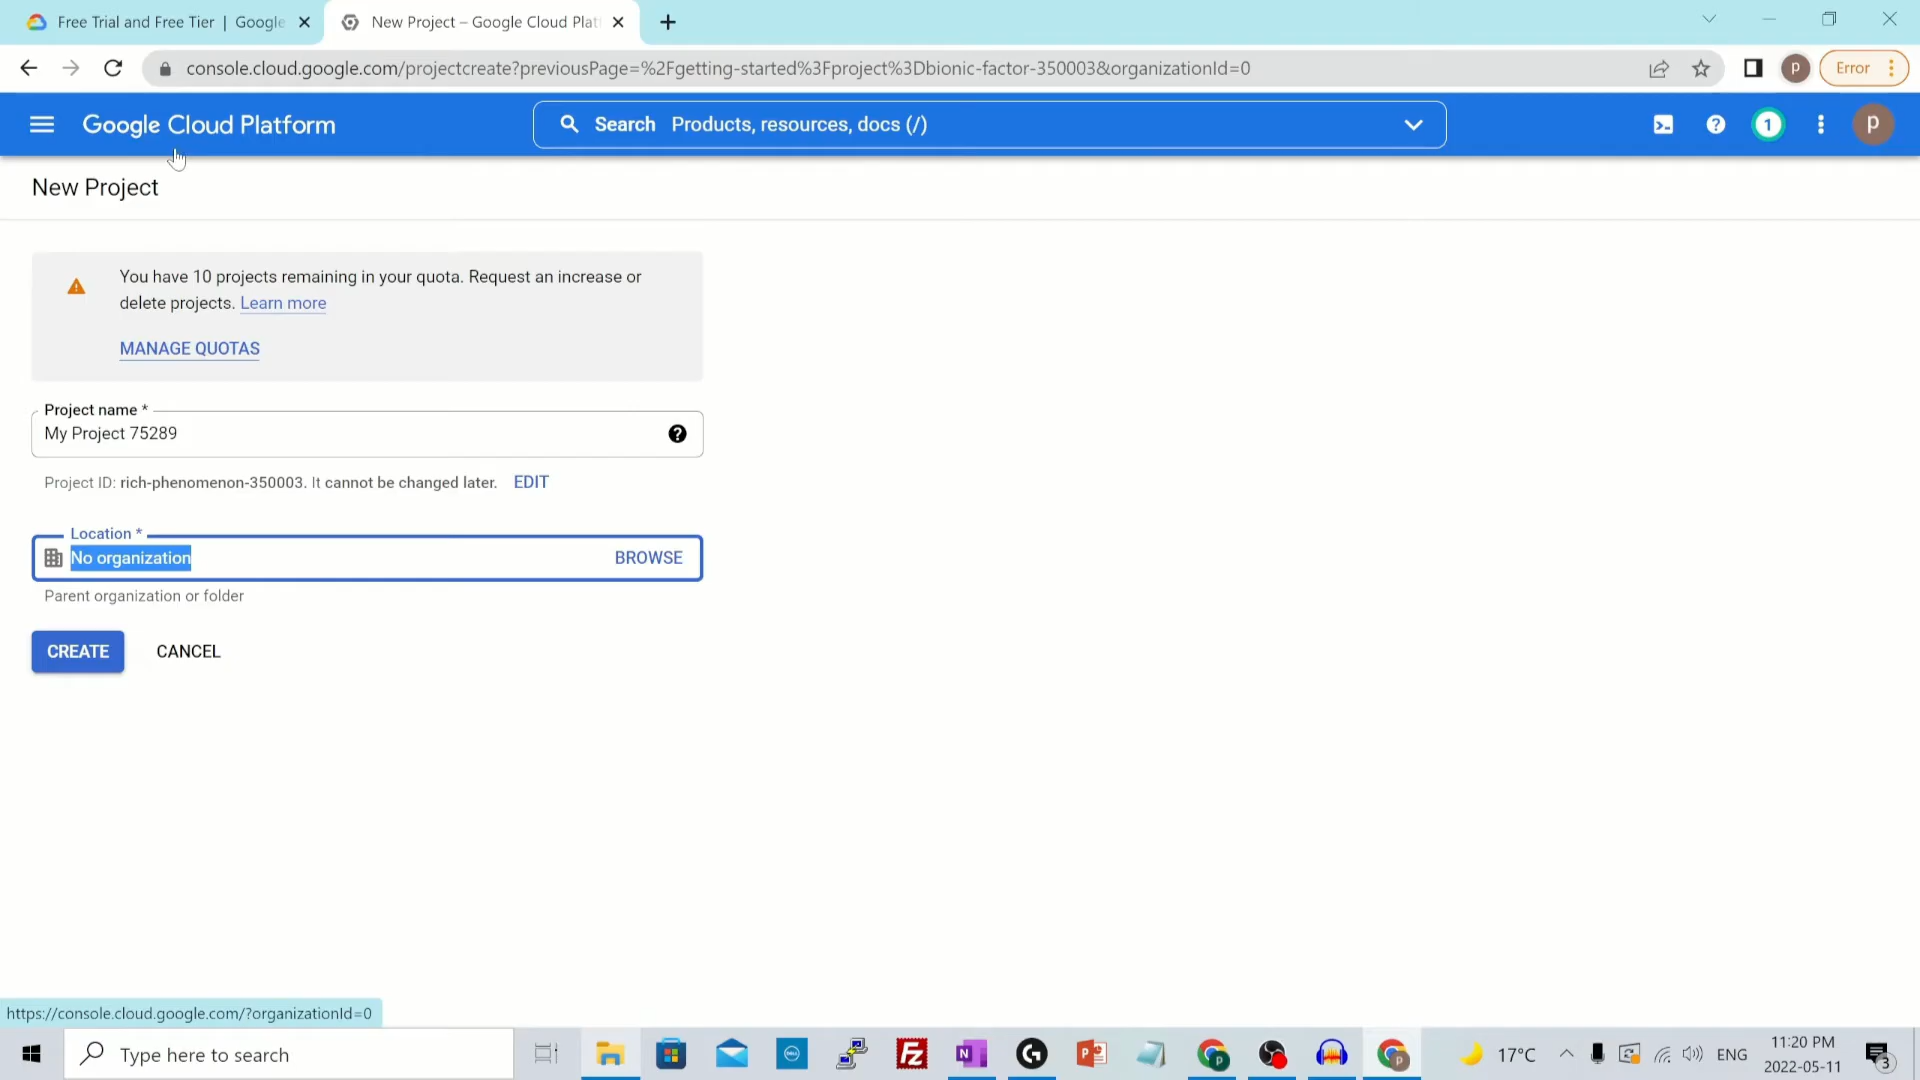 Free Trial and Free Tier | Google
New Project – Google Cloud Plat
console.cloud.google.com/projectcreate?previousPage=%2Fgetting-started%3Fproject%3Dbionic-factor-350003&organizationId=0
p
Error
Google Cloud Platform
Search Products, resources, docs (/)
1
p
New Project
You have 10 projects remaining in your quota. Request an increase or
delete projects. Learn more
MANAGE QUOTAS
Project name *
My Project 75289
Project ID: rich-phenomenon-350003. It cannot be changed later. EDIT
Location *
No organization
BROWSE
Parent organization or folder
CREATE
CANCEL
https://console.cloud.google.com/?organizationId=0
Type here to search
17°C
ENG
11:20 PM
2022-05-11
3